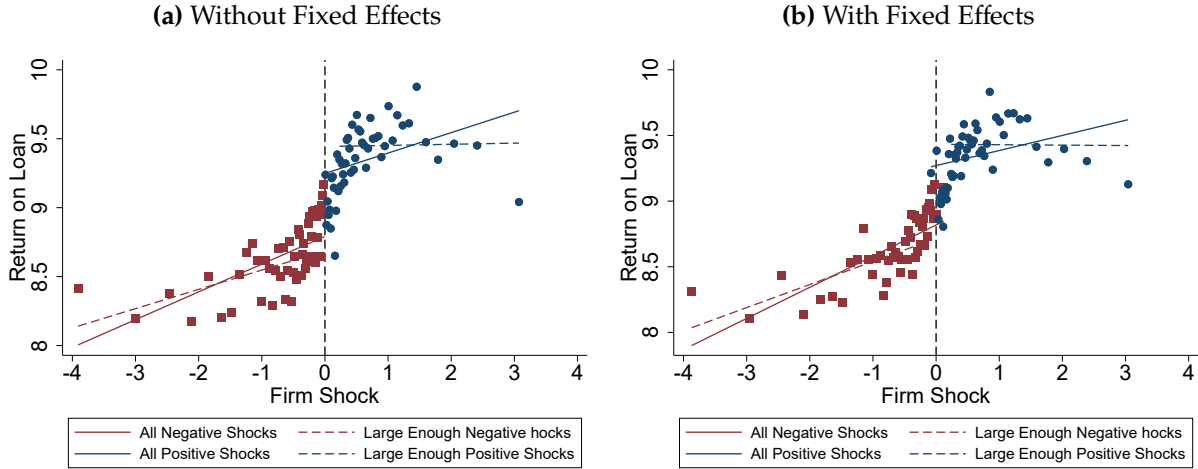 (a) Without Fixed Effects
10
9.5
9
8.5
8
Return on Loan
-4 -3 -2 -1 0 1 2 3 4
Firm Shock
All Negative Shocks Large Enough Negative hocks
All Positive Shocks Large Enough Positive Shocks
(b) With Fixed Effects
10
9.5
9
8.5
8
Return on Loan
-4 -3 -2 -1 0 1 2 3 4
Firm Shock
All Negative Shocks Large Enough Negative hocks
All Positive Shocks Large Enough Positive Shocks